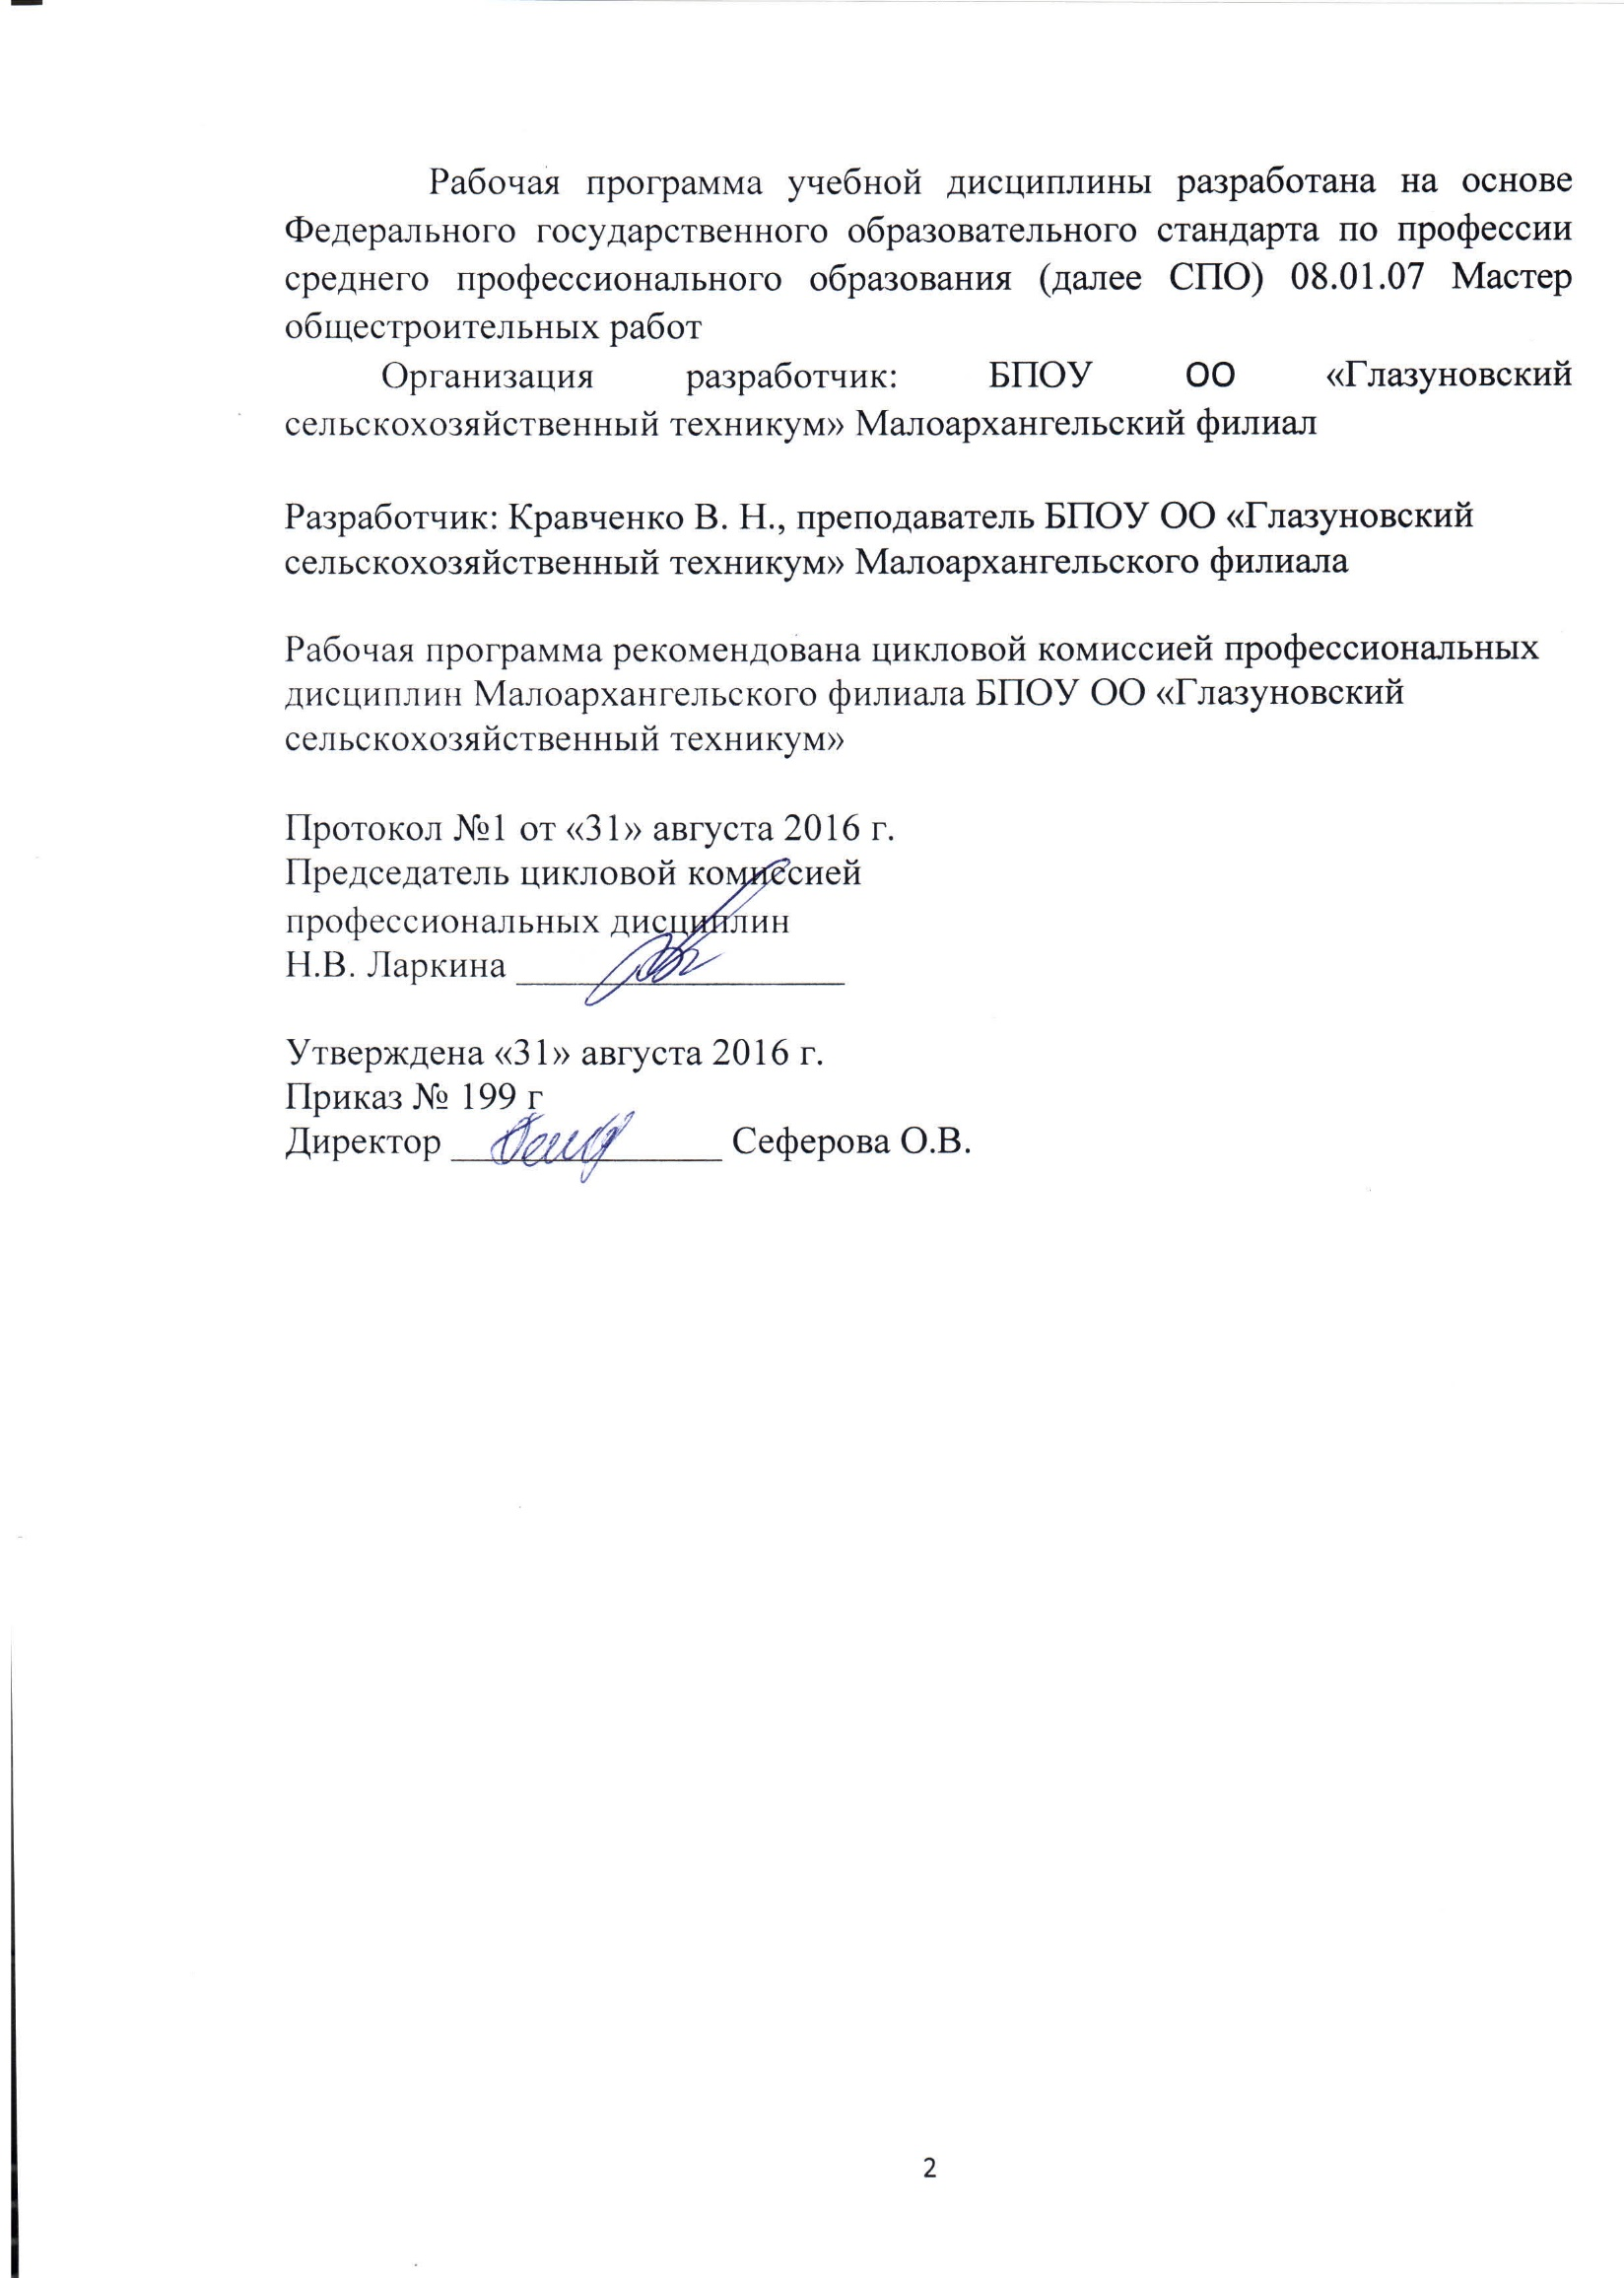 Рабочая программа учебной дисциплины разработана на основе
Федерального государственного образовательного стандарта по профессии
среднего профессионального образования (далее СПО) 08.01.07 Мастер
общестроительных работ
Организация разработчик: БПОУ ОО «Глазуновский
сельскохозяйственный техникум» Малоархангельский филиал
Разработчик: Кравченко В. Н., преподаватель БПОУ ОО «Глазуновский
сельскохозяйственный техникум» Малоархангельского филиала
Рабочая программа рекомендована цикловой комиссией профессиональных
дисциплин Малоархангельского филиала БПОУ ОО «Глазуновский
сельскохозяйственный техникум»
Протокол №1 от «31» августа 2016 г.
Председатель цикловой комиссией
профессиональных дисциплин
Н.В. Ларкина
Утверждена «31» августа 2016 г.
Приказ № 199 г
Директор Сеферова О.В.
2